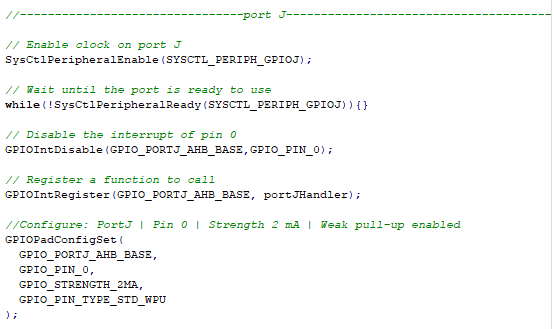 //--------------------------------port J--------------------------------------
// Enable clock on port J
SysCtlPeripheralEnable(SYSCTL_PERIPH_GPIOJ);
// Wait until the port is ready to use
while(!SysCtlPeripheralReady(SYSCTL_PERIPH_GPIOJ)){}
// Disable the interrupt of pin 0
GPIOIntDisable(GPIO_PORTJ_AHB_BASE,GPIO_PIN_0);
// Register a function to call
GPIOIntRegister(GPIO_PORTJ_AHB_BASE, portJHandler);
//Configure: PortJ | Pin 0 | Strength 2 mA | Weak pull-up enabled
GPIOPadConfigSet(
GPIO_PORTJ_AHB_BASE,
GPIO_PIN_0,
GPIO_STRENGTH_2MA,
GPIO_PIN_TYPE_STD_WPU
);